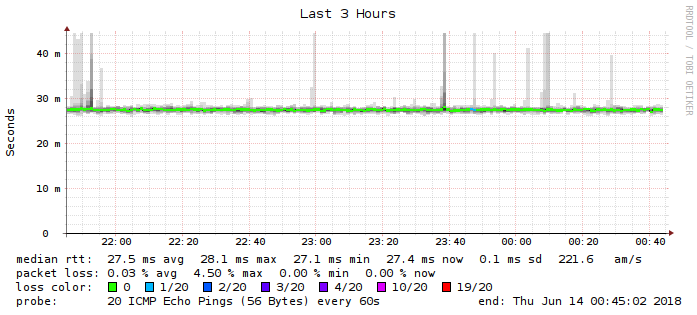 Last 3 Hours
RRDTOOL / TOBI OETIKER
Seconds
40 m
30 m
20 m
10 m
0
22:00 22:20 22:40 23:00 23:20 23:40 00:00 00:20 00:40
median rtt: 27.5 ms avg 28.1 ms max 27.1 ms min 27.4 ms now 0.1 ms sd 221.6 am/s
packet loss: 0.03 % avg 4.50 % max 0.00 % min 0.00 % now
loss color: 0 1/20 2/20 3/20 4/20 10/20 19/20
probe: 20 ICMP Echo Pings (56 Bytes) every 60s end: Thu Jun 14 00:45:02 2018